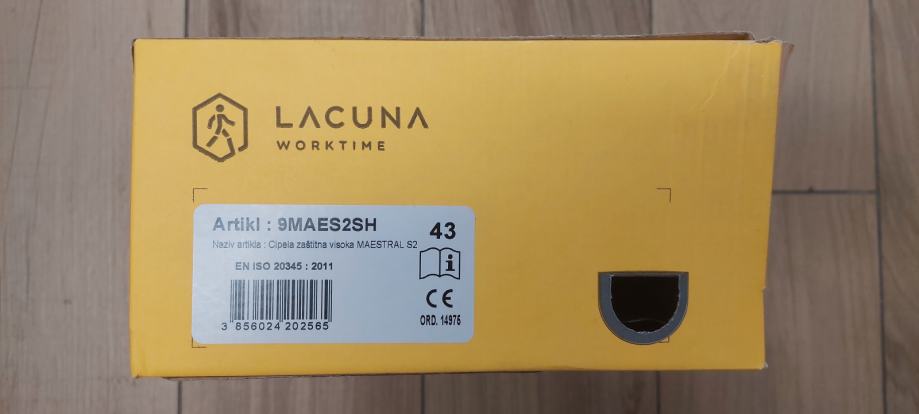 LACUNA
WORKTIME
Artikl : 9MAES2SH
Naziv artikla : Cipela zaštitna visoka MAESTRAL S2
43
EN ISO 20345 : 2011
i
CE
3 856024 202565
ORD. 14976